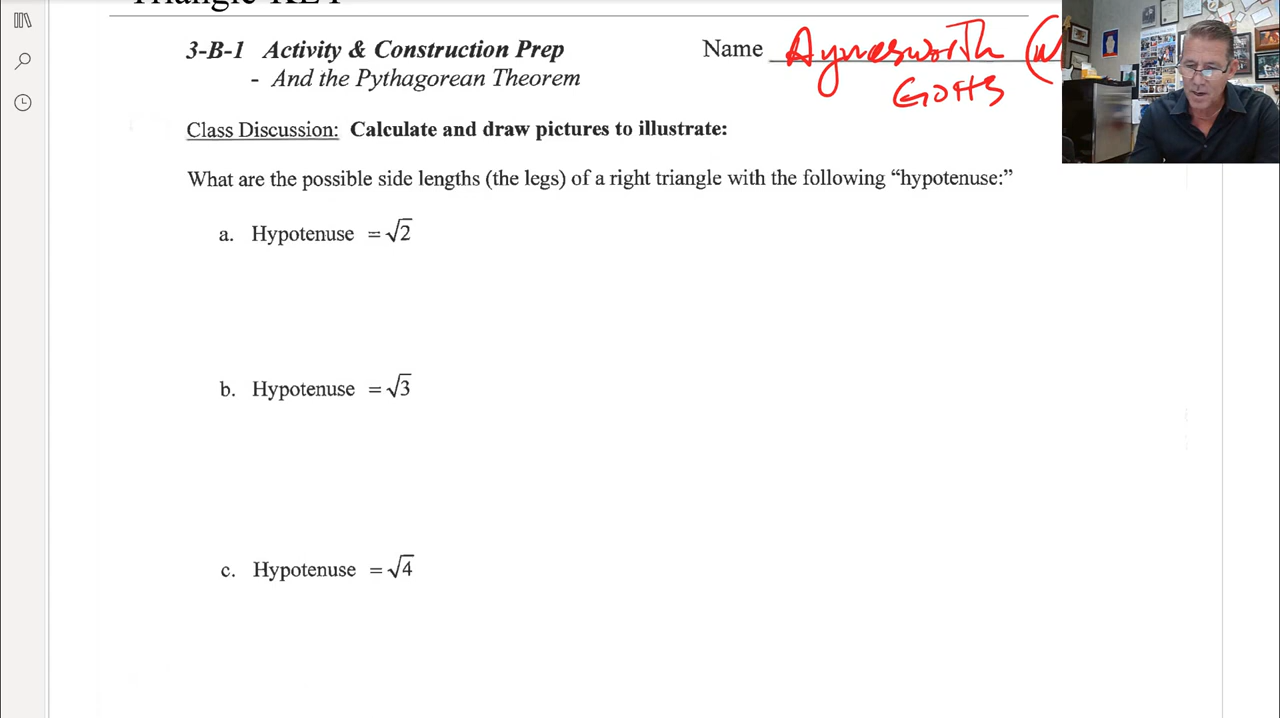 3-B-1 Activity & Construction Prep
Name Aynesworth
- And the Pythagorean Theorem
GOHS
Class Discussion: Calculate and draw pictures to illustrate:
What are the possible side lengths (the legs) of a right triangle with the following “hypotenuse:”
a. Hypotenuse = √2
b. Hypotenuse = √3
c. Hypotenuse = √4